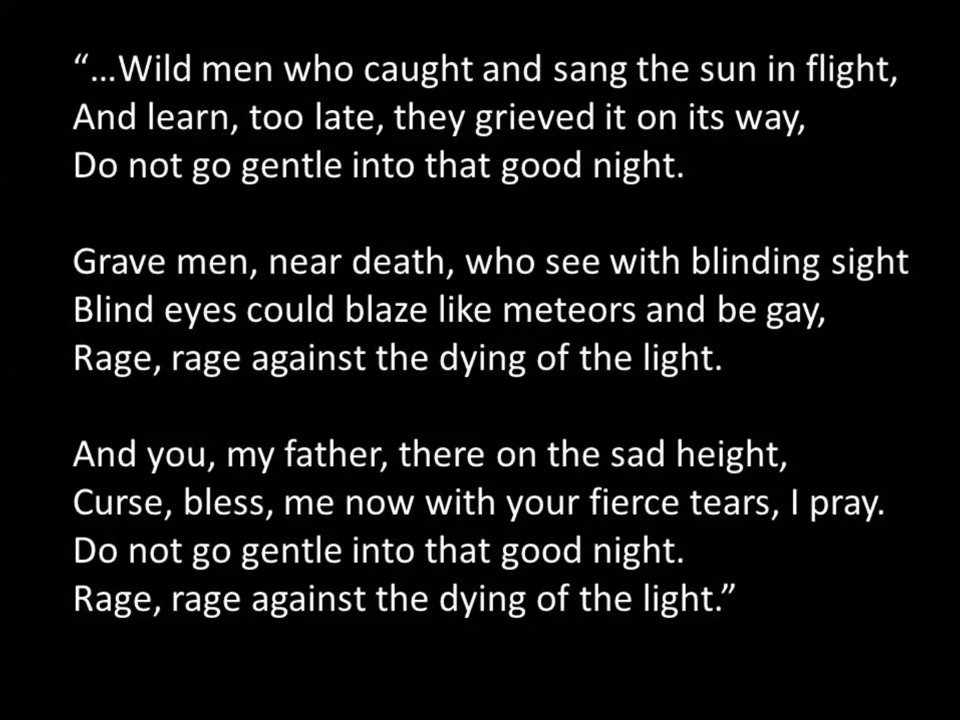 “…Wild men who caught and sang the sun in flight,
And learn, too late, they grieved it on its way,
Do not go gentle into that good night.
Grave men, near death, who see with blinding sight
Blind eyes could blaze like meteors and be gay,
Rage, rage against the dying of the light.
And you, my father, there on the sad height,
Curse, bless, me now with your fierce tears, I pray.
Do not go gentle into that good night.
Rage, rage against the dying of the light.”